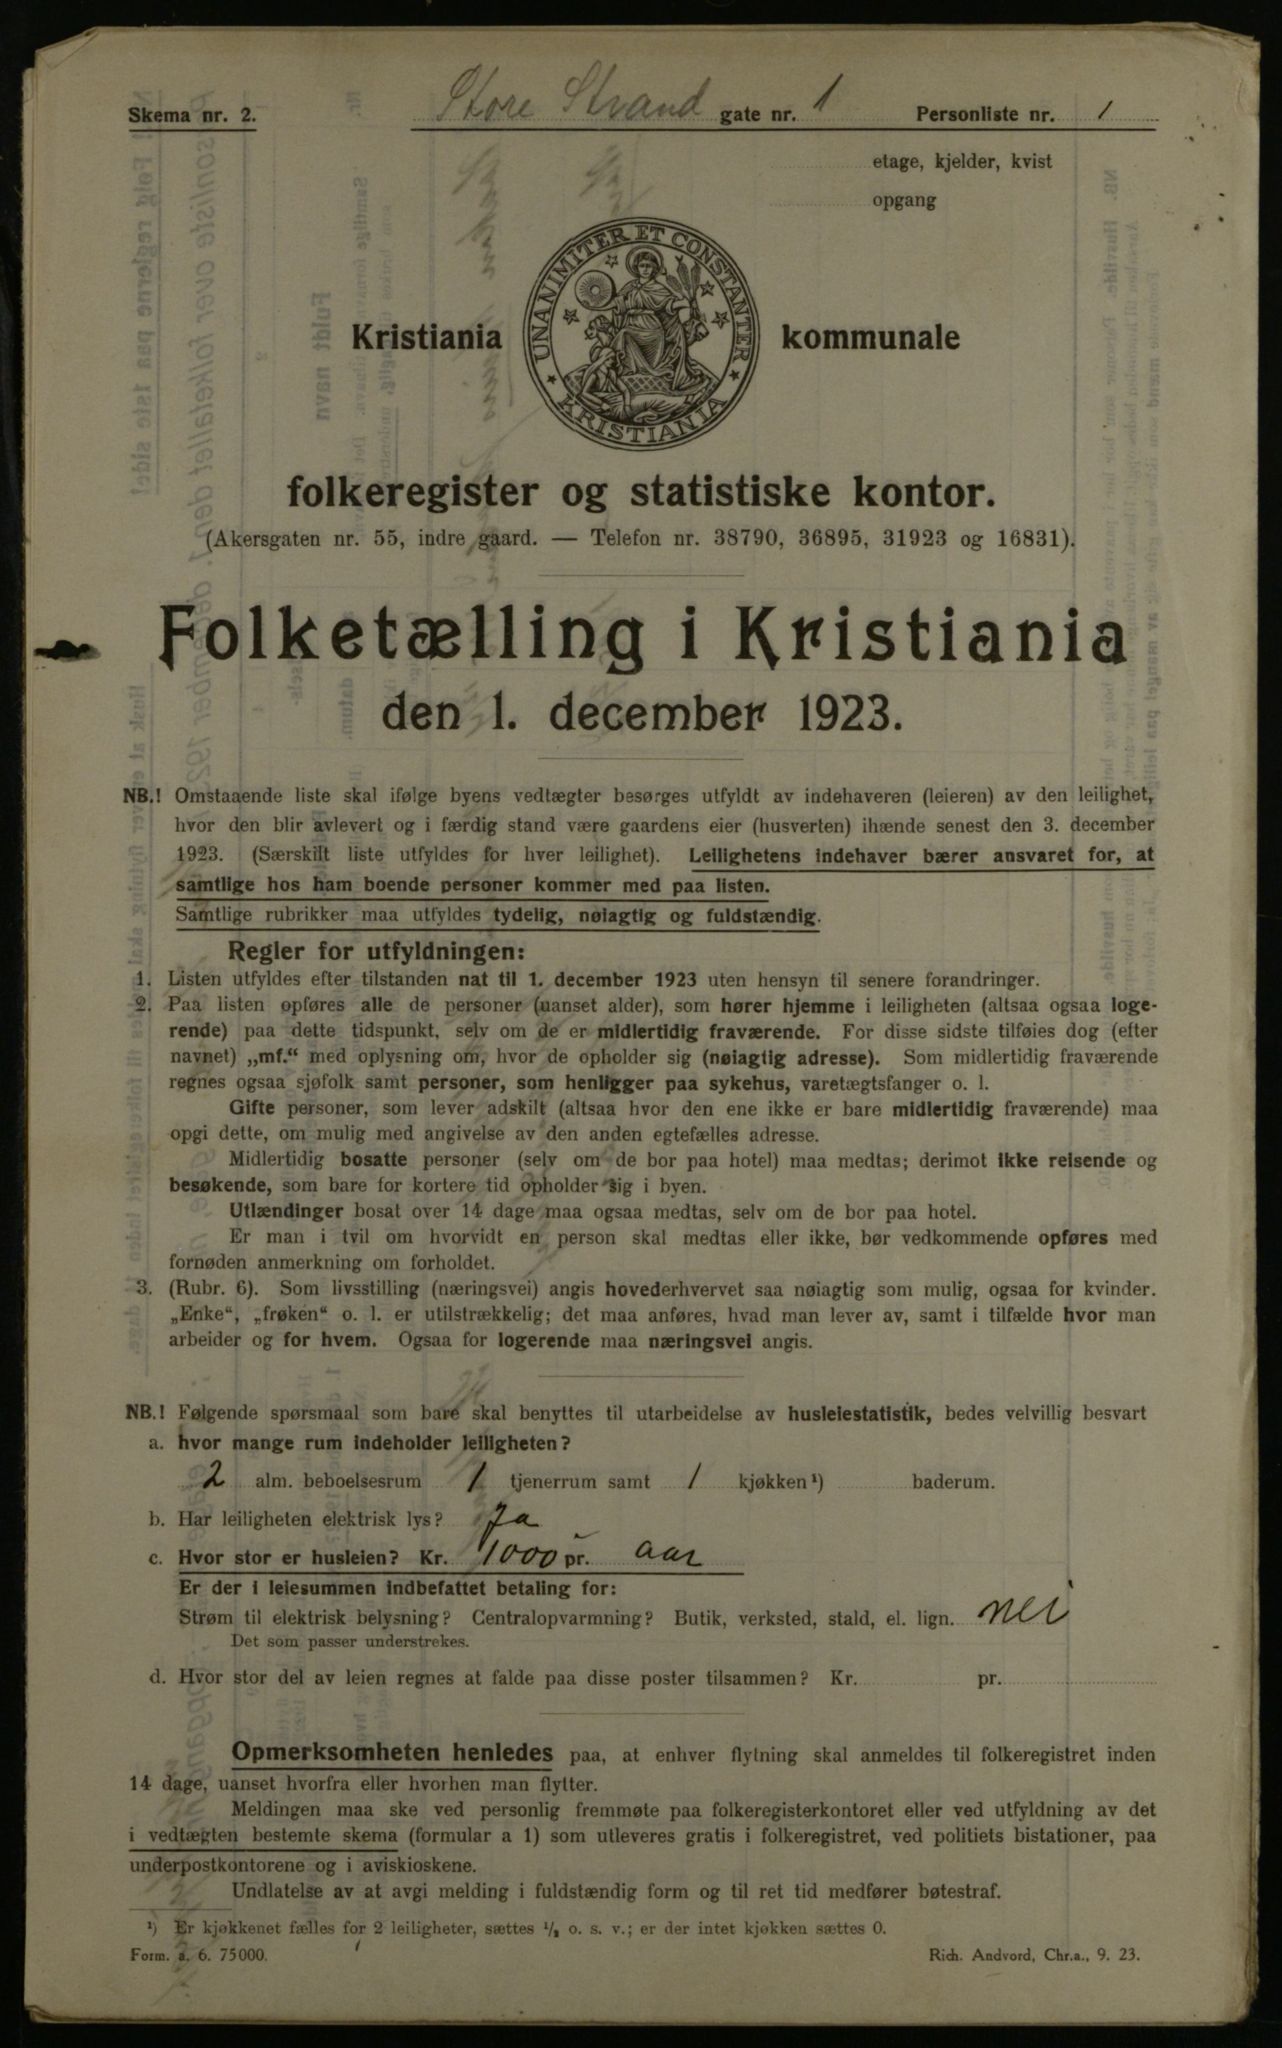 Skema nr. 2.
Store Strand gate nr. 1 Personliste nr. 1
etage, kjelder, kvist
opgang
UNANIMITER ET CONSTANTER
KRISTIANIA
Kristiania kommunale
folkeregister og statistiske kontor.
(Akersgaten nr. 55, indre gaard. — Telefon nr. 38790, 36895, 31923 og 16831).
Folketælling i Kristiania
den 1. december 1923.
NB.! Omstaaende liste skal ifølge byens vedtægter besørges utfyldt av indehaveren (leieren) av den leilighet,
hvor den blir avlevert og i færdig stand være gaardens eier (husverten) ihænde senest den 3. december
1923. (Særskilt liste utfyldes for hver leilighet). Leilighetens indehaver bærer ansvaret for, at
samtlige hos ham boende personer kommer med paa listen.
Samtlige rubrikker maa utfyldes tydelig, nøiagtig og fuldstændig.
Regler for utfyldningen:
1. Listen utfyldes efter tilstanden nat til 1. december 1923 uten hensyn til senere forandringer.
2. Paa listen opføres alle de personer (uanset alder), som hører hjemme i leiligheten (altsaa ogsaa loge-
rende) paa dette tidspunkt, selv om de er midlertidig fraværende. For disse sidste tilføies dog (efter
navnet) „mf.“ med oplysning om, hvor de opholder sig (nøiagtig adresse). Som midlertidig fraværende
regnes ogsaa sjøfolk samt personer, som henligger paa sykehus, varetægtsfanger o. l.
Gifte personer, som lever adskilt (altsaa hvor den ene ikke er bare midlertidig fraværende) maa
opgi dette, om mulig med angivelse av den anden egtefælles adresse.
Midlertidig bosatte personer (selv om de bor paa hotel) maa medtas; derimot ikke reisende og
besøkende, som bare for kortere tid opholder sig i byen.
Utlændinger bosat over 14 dage maa ogsaa medtas, selv om de bor paa hotel.
Er man i tvil om hvorvidt en person skal medtas eller ikke, bør vedkommende opføres med
fornøden anmerkning om forholdet.
3. (Rubr. 6). Som livsstilling (næringsvei) angis hovederhvervet saa nøiagtig som mulig, ogsaa for kvinder.
„Enke“, „frøken“ o. l. er utilstrækkelig; det maa anføres, hvad man lever av, samt i tilfælde hvor man
arbeider og for hvem. Ogsaa for logerende maa næringsvei angis.
NB.! Følgende spørsmaal som bare skal benyttes til utarbeidelse av husleiestatistik, bedes velvillig besvart
a. hvor mange rum indeholder leiligheten?
2 alm. beboelsesrum 1 tjenerrum samt 1 kjøkken ¹) baderum.
b. Har leiligheten elektrisk lys? Ja
c. Hvor stor er husleien? Kr. 1000 - pr. aar
Er der i leiesummen indbefattet betaling for:
Strøm til elektrisk belysning? Centralopvarmning? Butik, verksted, stald, el. lign. nei
Det som passer understrekes.
d. Hvor stor del av leien regnes at falde paa disse poster tilsammen? Kr. pr.
Opmerksomheten henledes paa, at enhver flytning skal anmeldes til folkeregistret inden
14 dage, uanset hvorfra eller hvorhen man flytter.
Meldingen maa ske ved personlig fremmøte paa folkeregisterkontoret eller ved utfyldning av det
i vedtægten bestemte skema (formular a 1) som utleveres gratis i folkeregistret, ved politiets bistationer, paa
underpostkontorene og i aviskioskene.
Undlatelse av at avgi melding i fuldstændig form og til ret tid medfører bøtestraf.
¹) Er kjøkkenet fælles for 2 leiligheter, sættes ½ o. s. v.; er der intet kjøkken sættes 0.
Form. a. 6. 75000. Rich. Andvord, Chr.a., 9. 23.